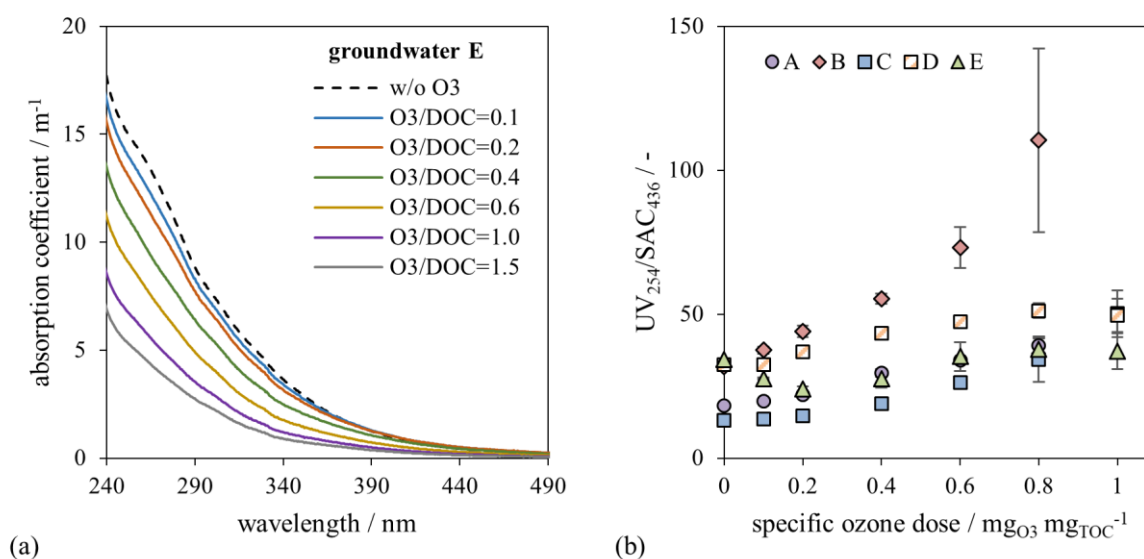 20
15
10
5
0
absorption coefficient / m⁻¹
groundwater E
w/o O3
O3/DOC=0.1
O3/DOC=0.2
O3/DOC=0.4
O3/DOC=0.6
O3/DOC=1.0
O3/DOC=1.5
240 290 340 390 440 490
wavelength / nm
(a)
150
100
50
0
UV₂₅₄/SAC₄₃₆ / -
A B C D E
0 0.2 0.4 0.6 0.8 1
specific ozone dose / mg_O3 mg_TOC⁻¹
(b)